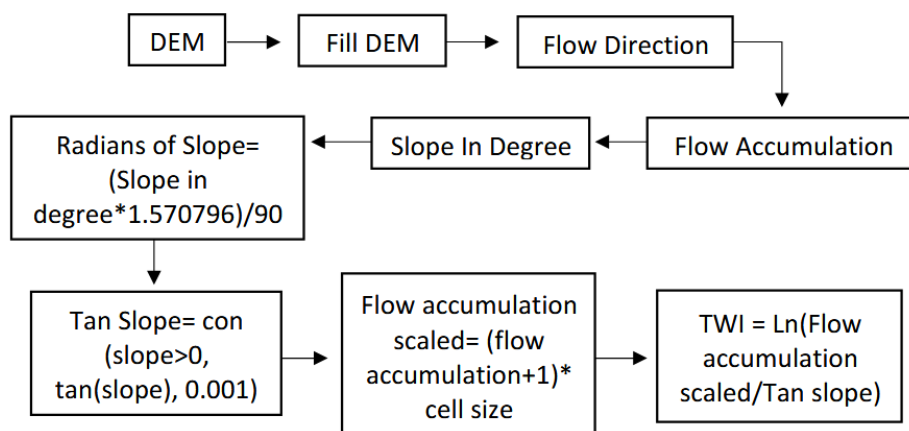 DEM
Fill DEM
Flow Direction
Flow Accumulation
Slope In Degree
Radians of Slope=
(Slope in
degree*1.570796)/90
Tan Slope= con
(slope>0,
tan(slope), 0.001)
Flow accumulation
scaled= (flow
accumulation+1)*
cell size
TWI = Ln(Flow
accumulation
scaled/Tan slope)